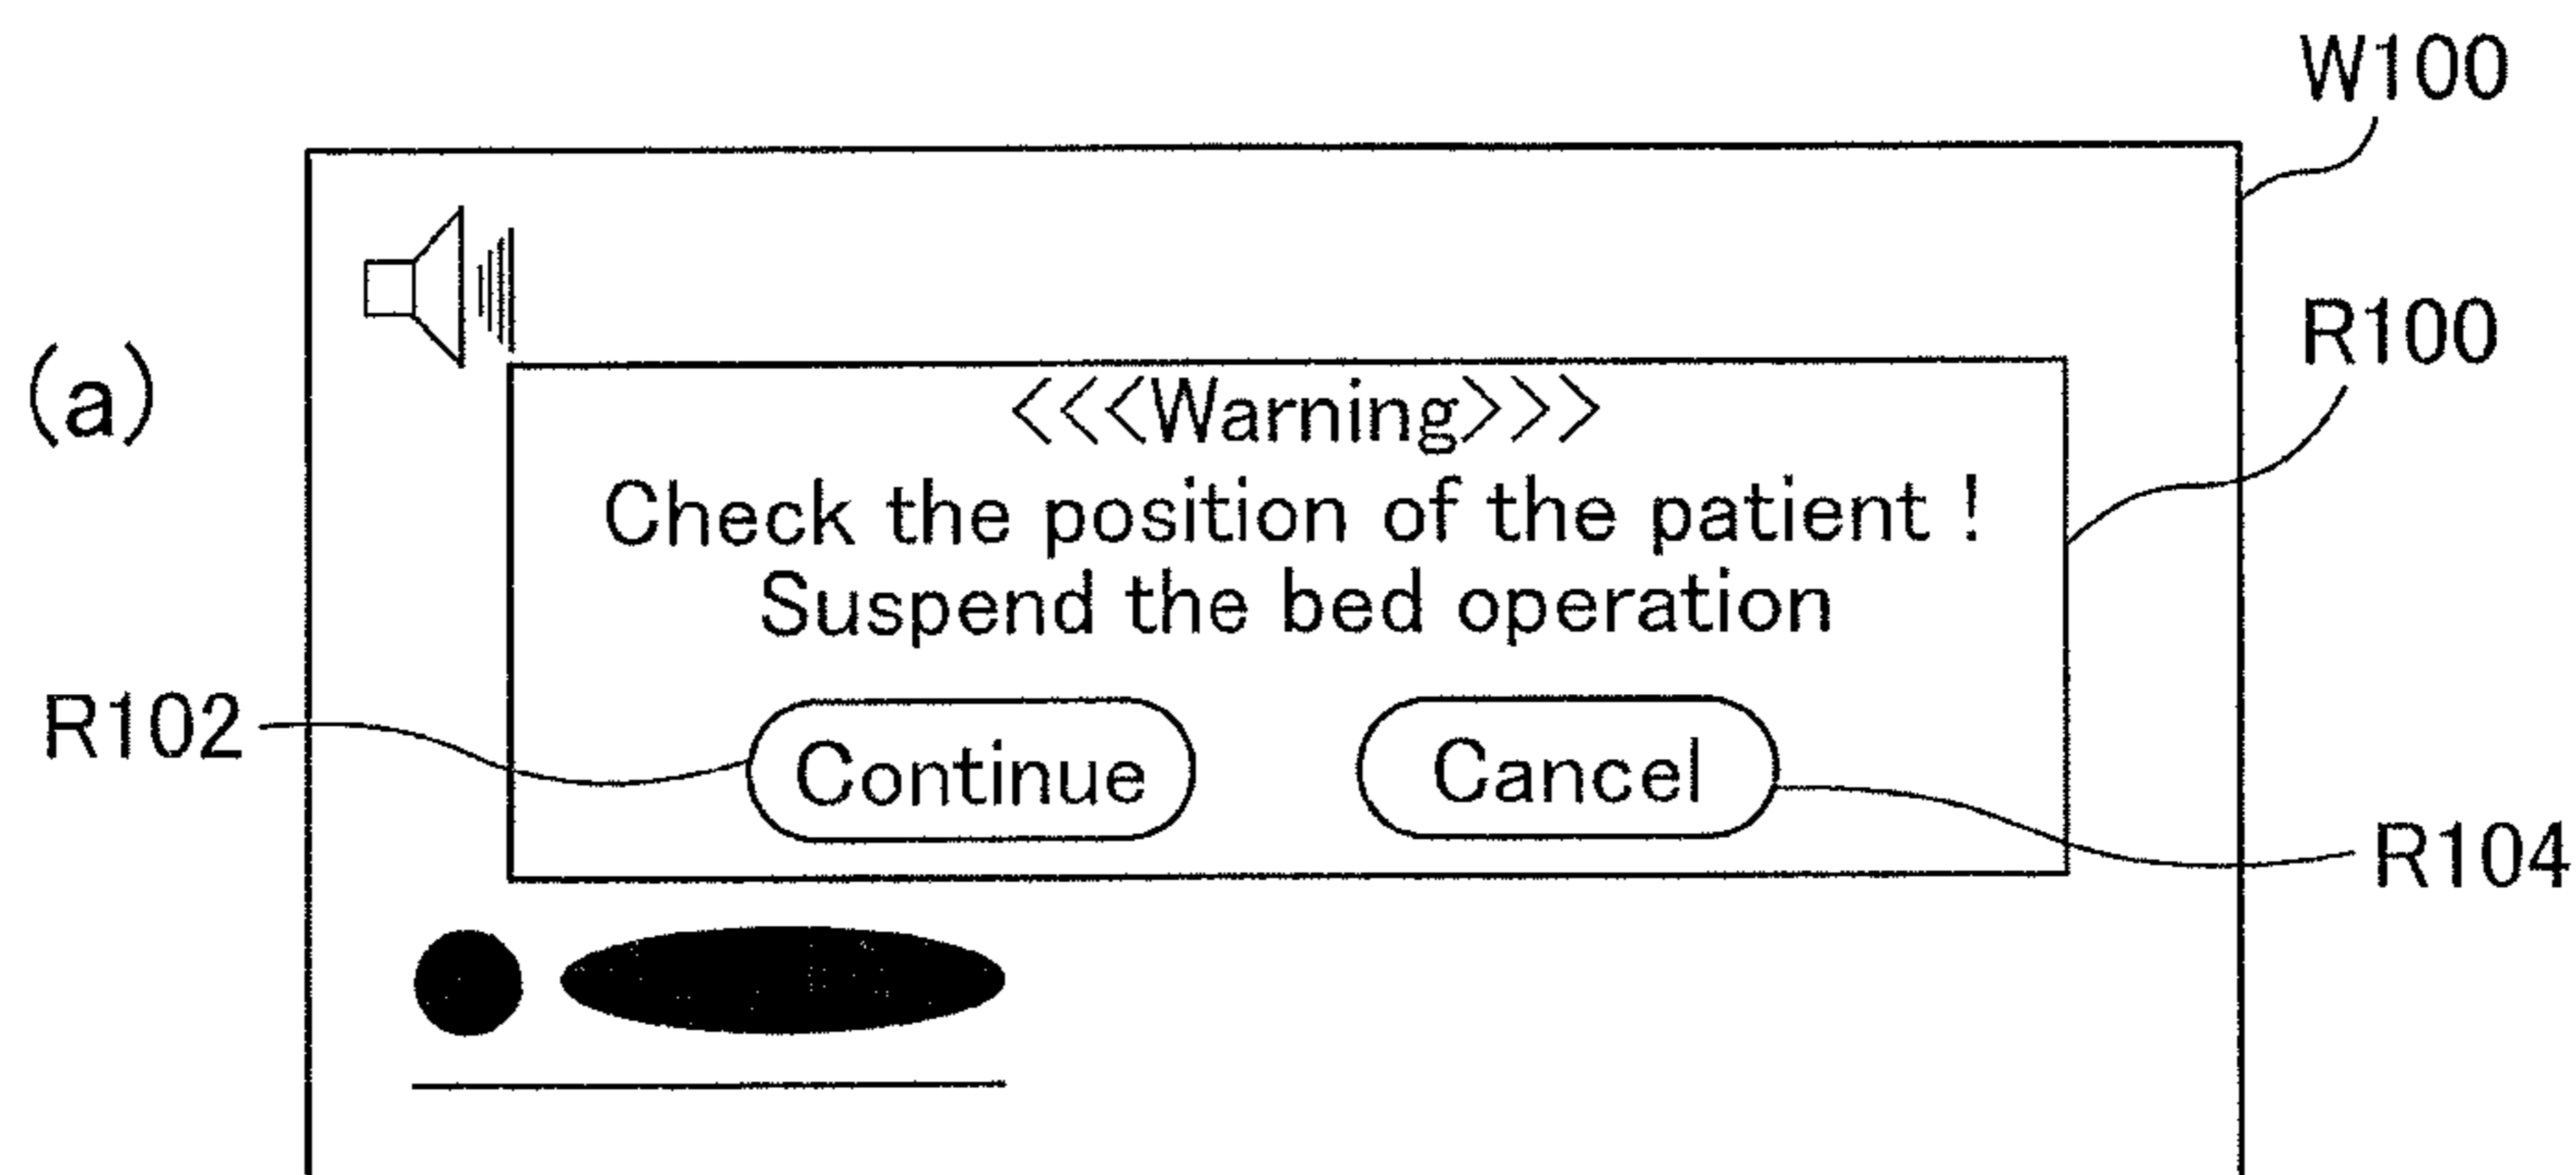 W100
R100
(a)
<<<Warning>>>
Check the position of the patient !
Suspend the bed operation
R102
Continue
Cancel
R104